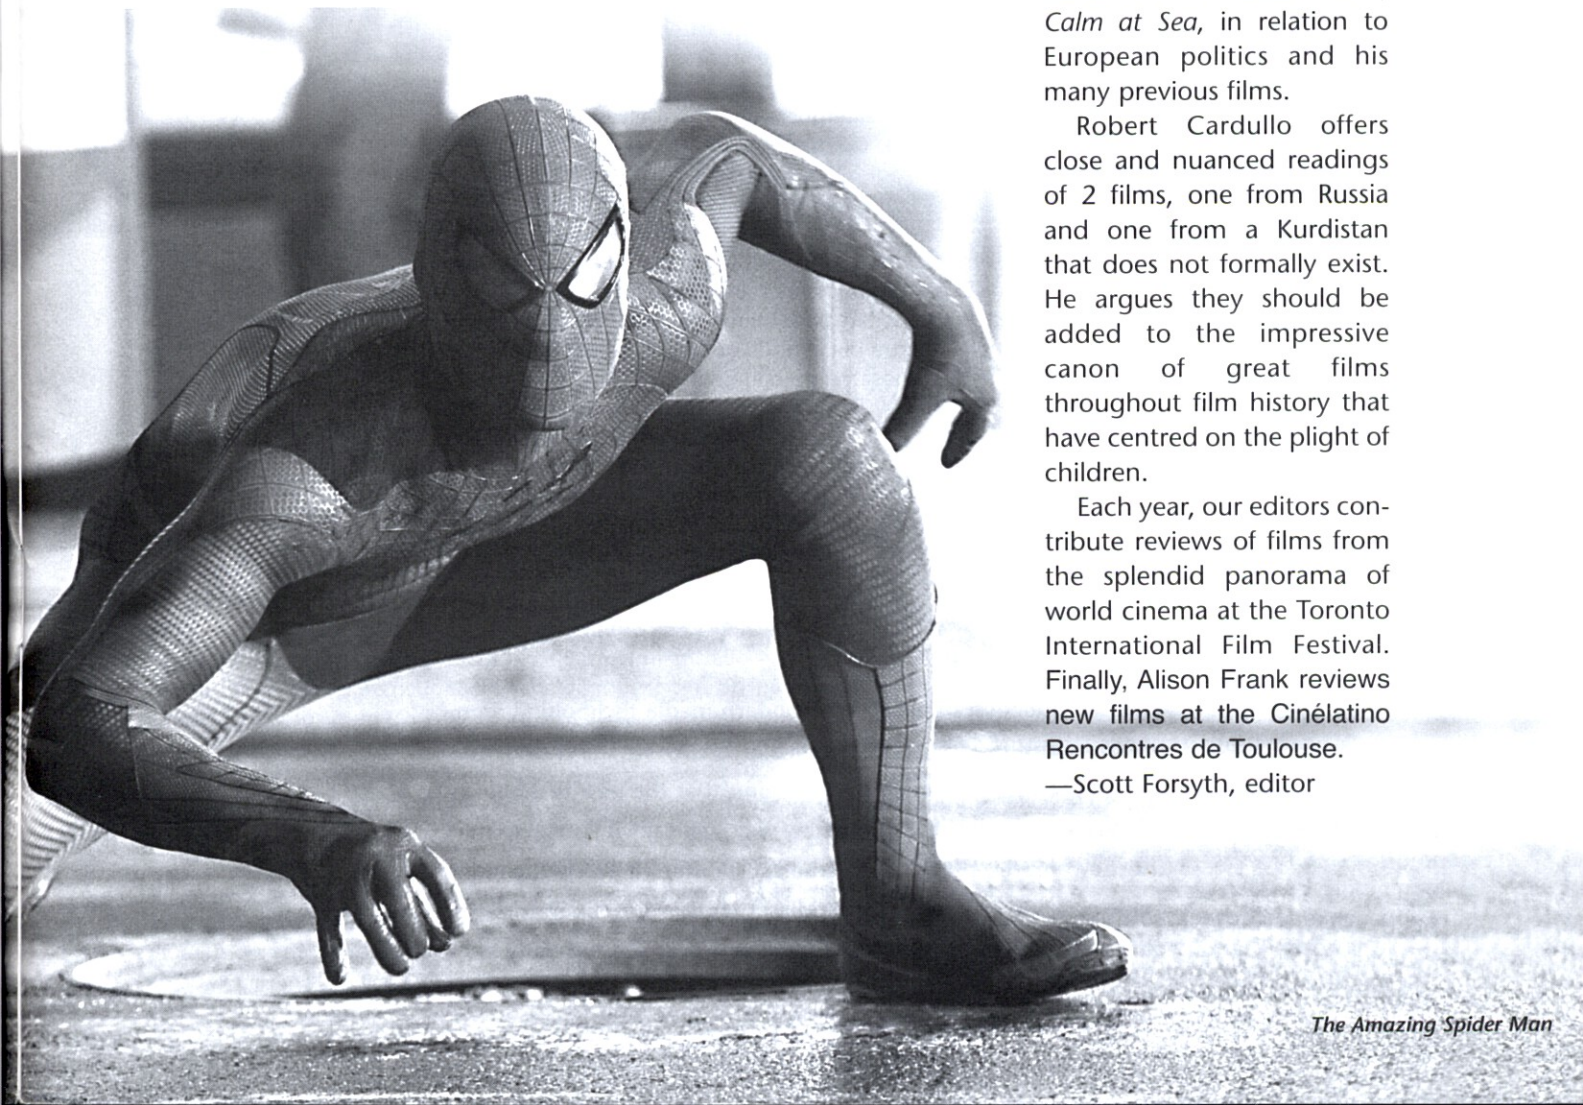 Calm at Sea, in relation to
European politics and his
many previous films.
Robert Cardullo offers
close and nuanced readings
of 2 films, one from Russia
and one from a Kurdistan
that does not formally exist.
He argues they should be
added to the impressive
canon of great films
throughout film history that
have centred on the plight of
children.
Each year, our editors con-
tribute reviews of films from
the splendid panorama of
world cinema at the Toronto
International Film Festival.
Finally, Alison Frank reviews
new films at the Cinélatino
Rencontres de Toulouse.
—Scott Forsyth, editor
The Amazing Spider Man